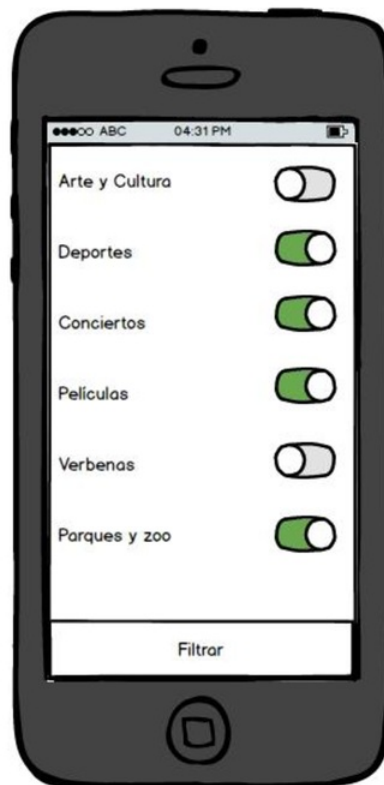 ABC 04:31 PM
Arte y Cultura
Deportes
Conciertos
Películas
Verbenas
Parques y zoo
Filtrar